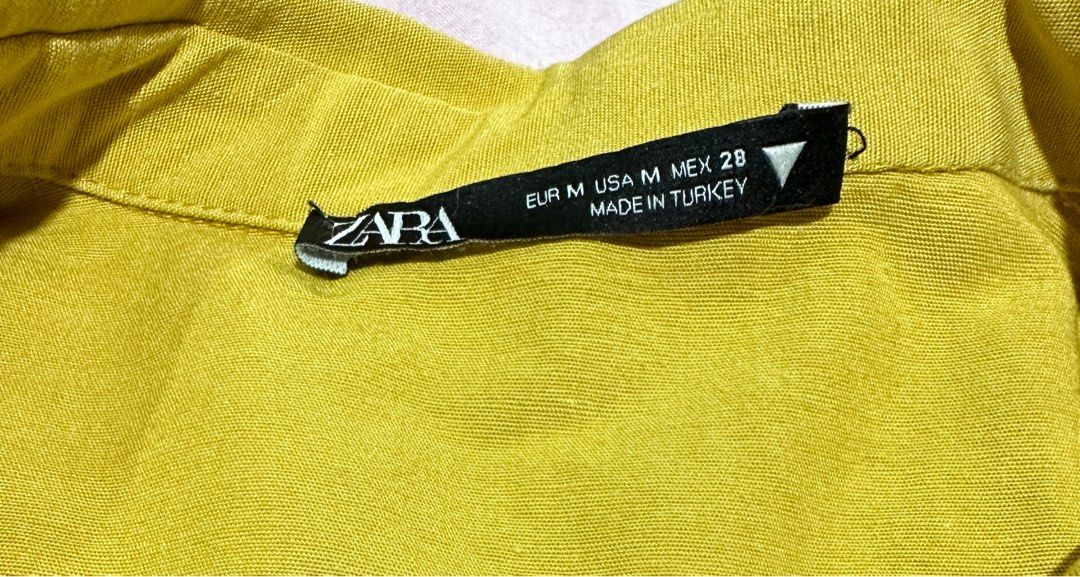 ZARA
EUR M USA M MEX 28
MADE IN TURKEY